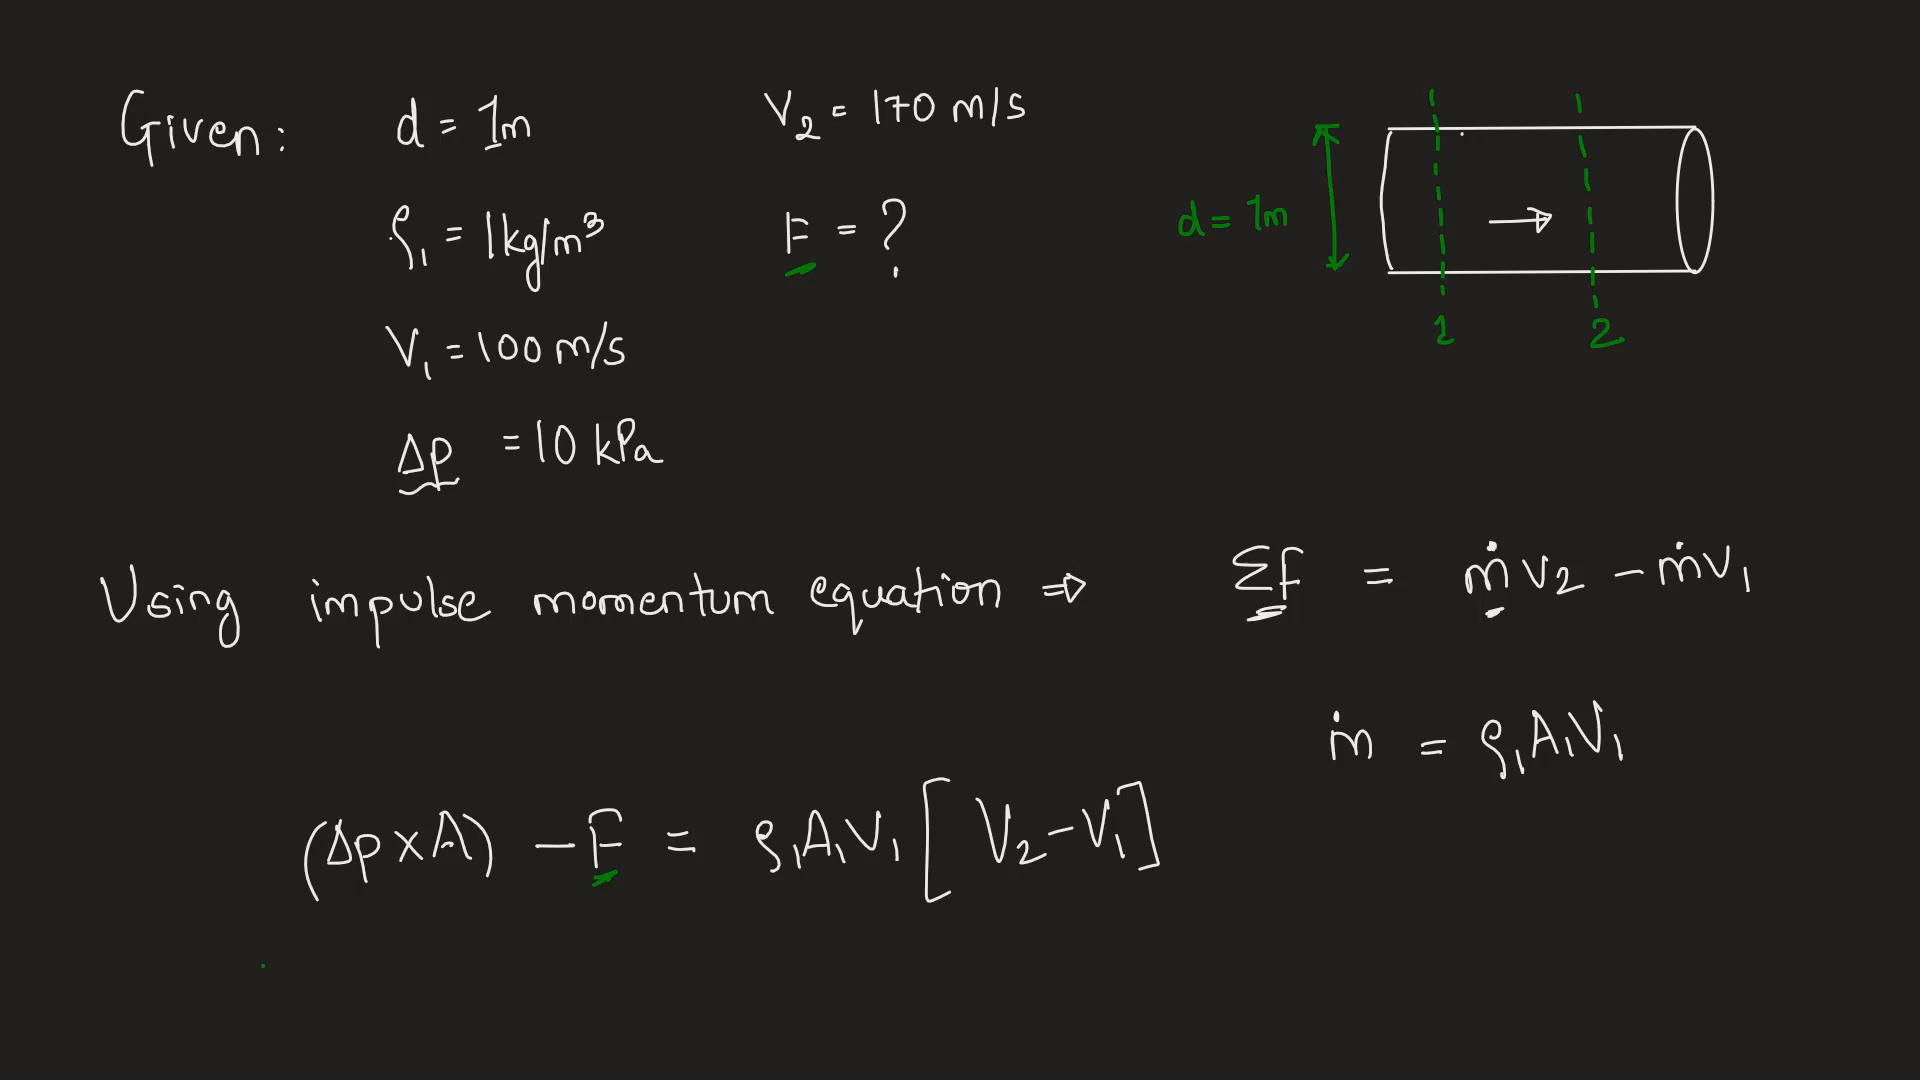 Given: d = 1m V₂ = 170 m/s
ρ₁ = 1kg/m³ F = ?
V₁ = 100 m/s
Δp = 10 kPa
d = 1m
1 2
Using impulse momentum equation ⇒ Σf = ṁv₂ - ṁv₁
ṁ = ρ₁A₁V₁
(Δp×A) - F = ρ₁A₁V₁[V₂-V₁]